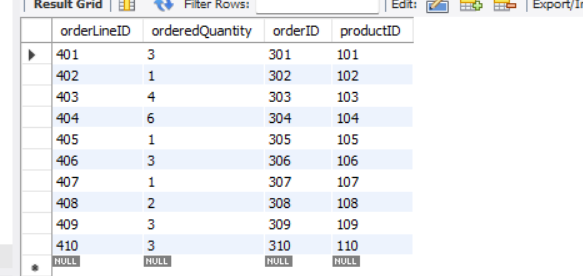 Result Grid Filter Rows: Edit: Export/I
orderLineID orderedQuantity orderID productID
401 3 301 101
402 1 302 102
403 4 303 103
404 6 304 104
405 1 305 105
406 3 306 106
407 1 307 107
408 2 308 108
409 3 309 109
410 3 310 110
NULL NULL NULL NULL